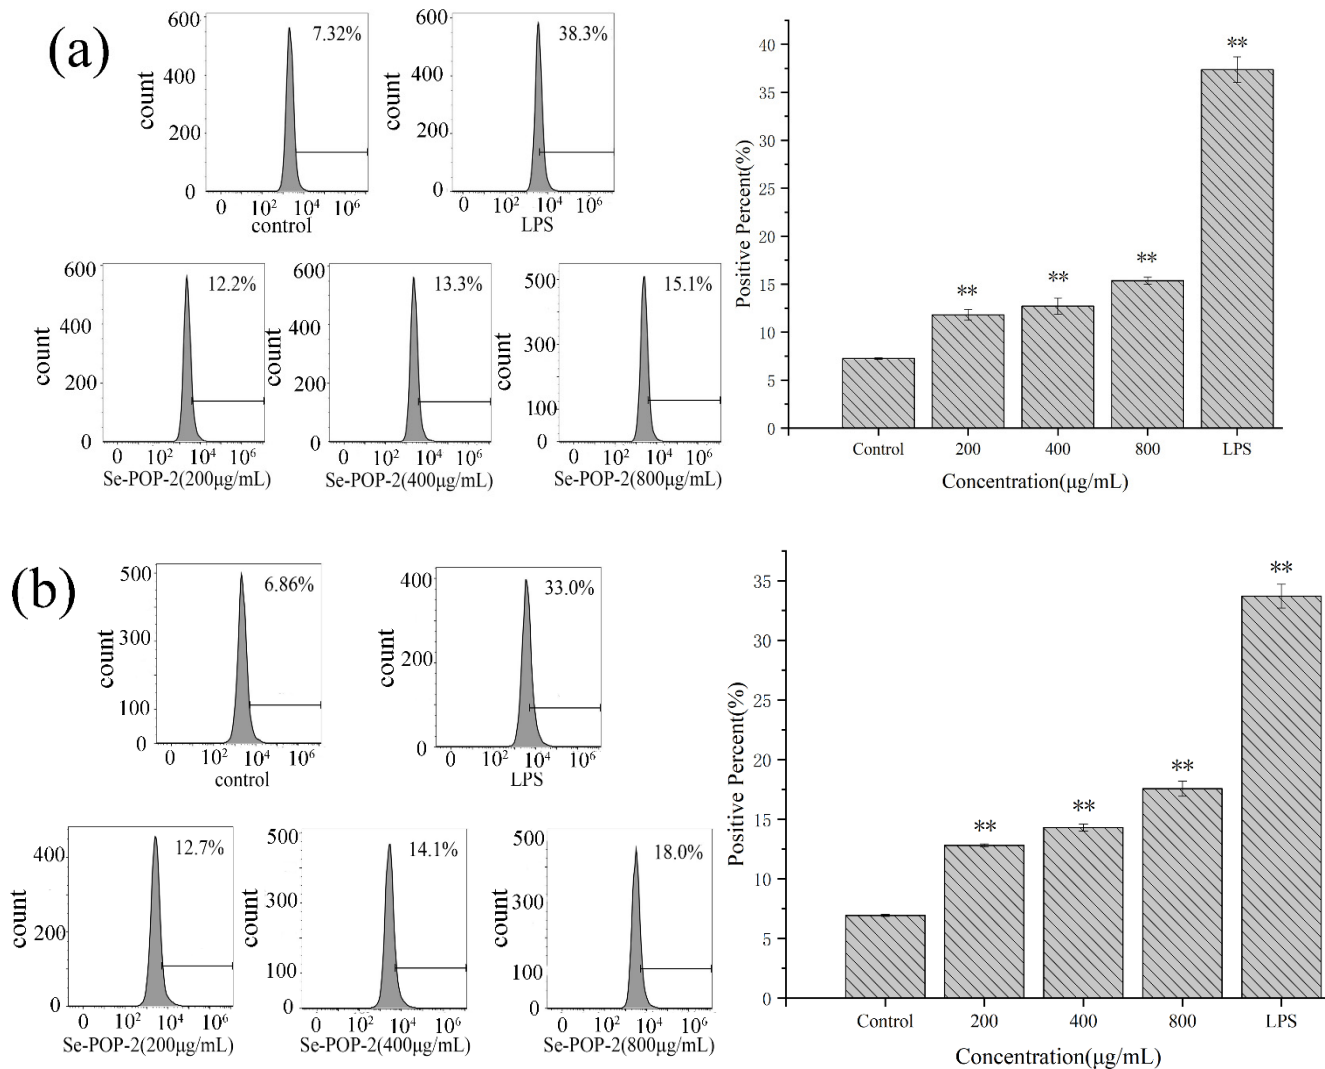 (a)
600
400
200
0
count
7.32%
0 10² 10⁴ 10⁶
control
600
400
200
0
count
38.3%
0 10² 10⁴ 10⁶
LPS
600
400
200
0
count
12.2%
0 10² 10⁴ 10⁶
Se-POP-2(200μg/mL)
600
400
200
0
count
13.3%
0 10² 10⁴ 10⁶
Se-POP-2(400μg/mL)
500
300
100
0
count
15.1%
0 10² 10⁴ 10⁶
Se-POP-2(800μg/mL)
40
35
30
25
20
15
10
5
0
Positive Percent(%)
**
**
**
**
Control 200 400 800 LPS
Concentration(μg/mL)
(b)
500
300
100
0
count
6.86%
0 10² 10⁴ 10⁶
control
400
200
0
count
33.0%
0 10² 10⁴ 10⁶
LPS
400
200
0
count
12.7%
0 10² 10⁴ 10⁶
Se-POP-2(200μg/mL)
500
300
100
0
count
14.1%
0 10² 10⁴ 10⁶
Se-POP-2(400μg/mL)
500
300
100
0
count
18.0%
0 10² 10⁴ 10⁶
Se-POP-2(800μg/mL)
35
30
25
20
15
10
5
0
Positive Percent(%)
**
**
**
**
Control 200 400 800 LPS
Concentration(μg/mL)